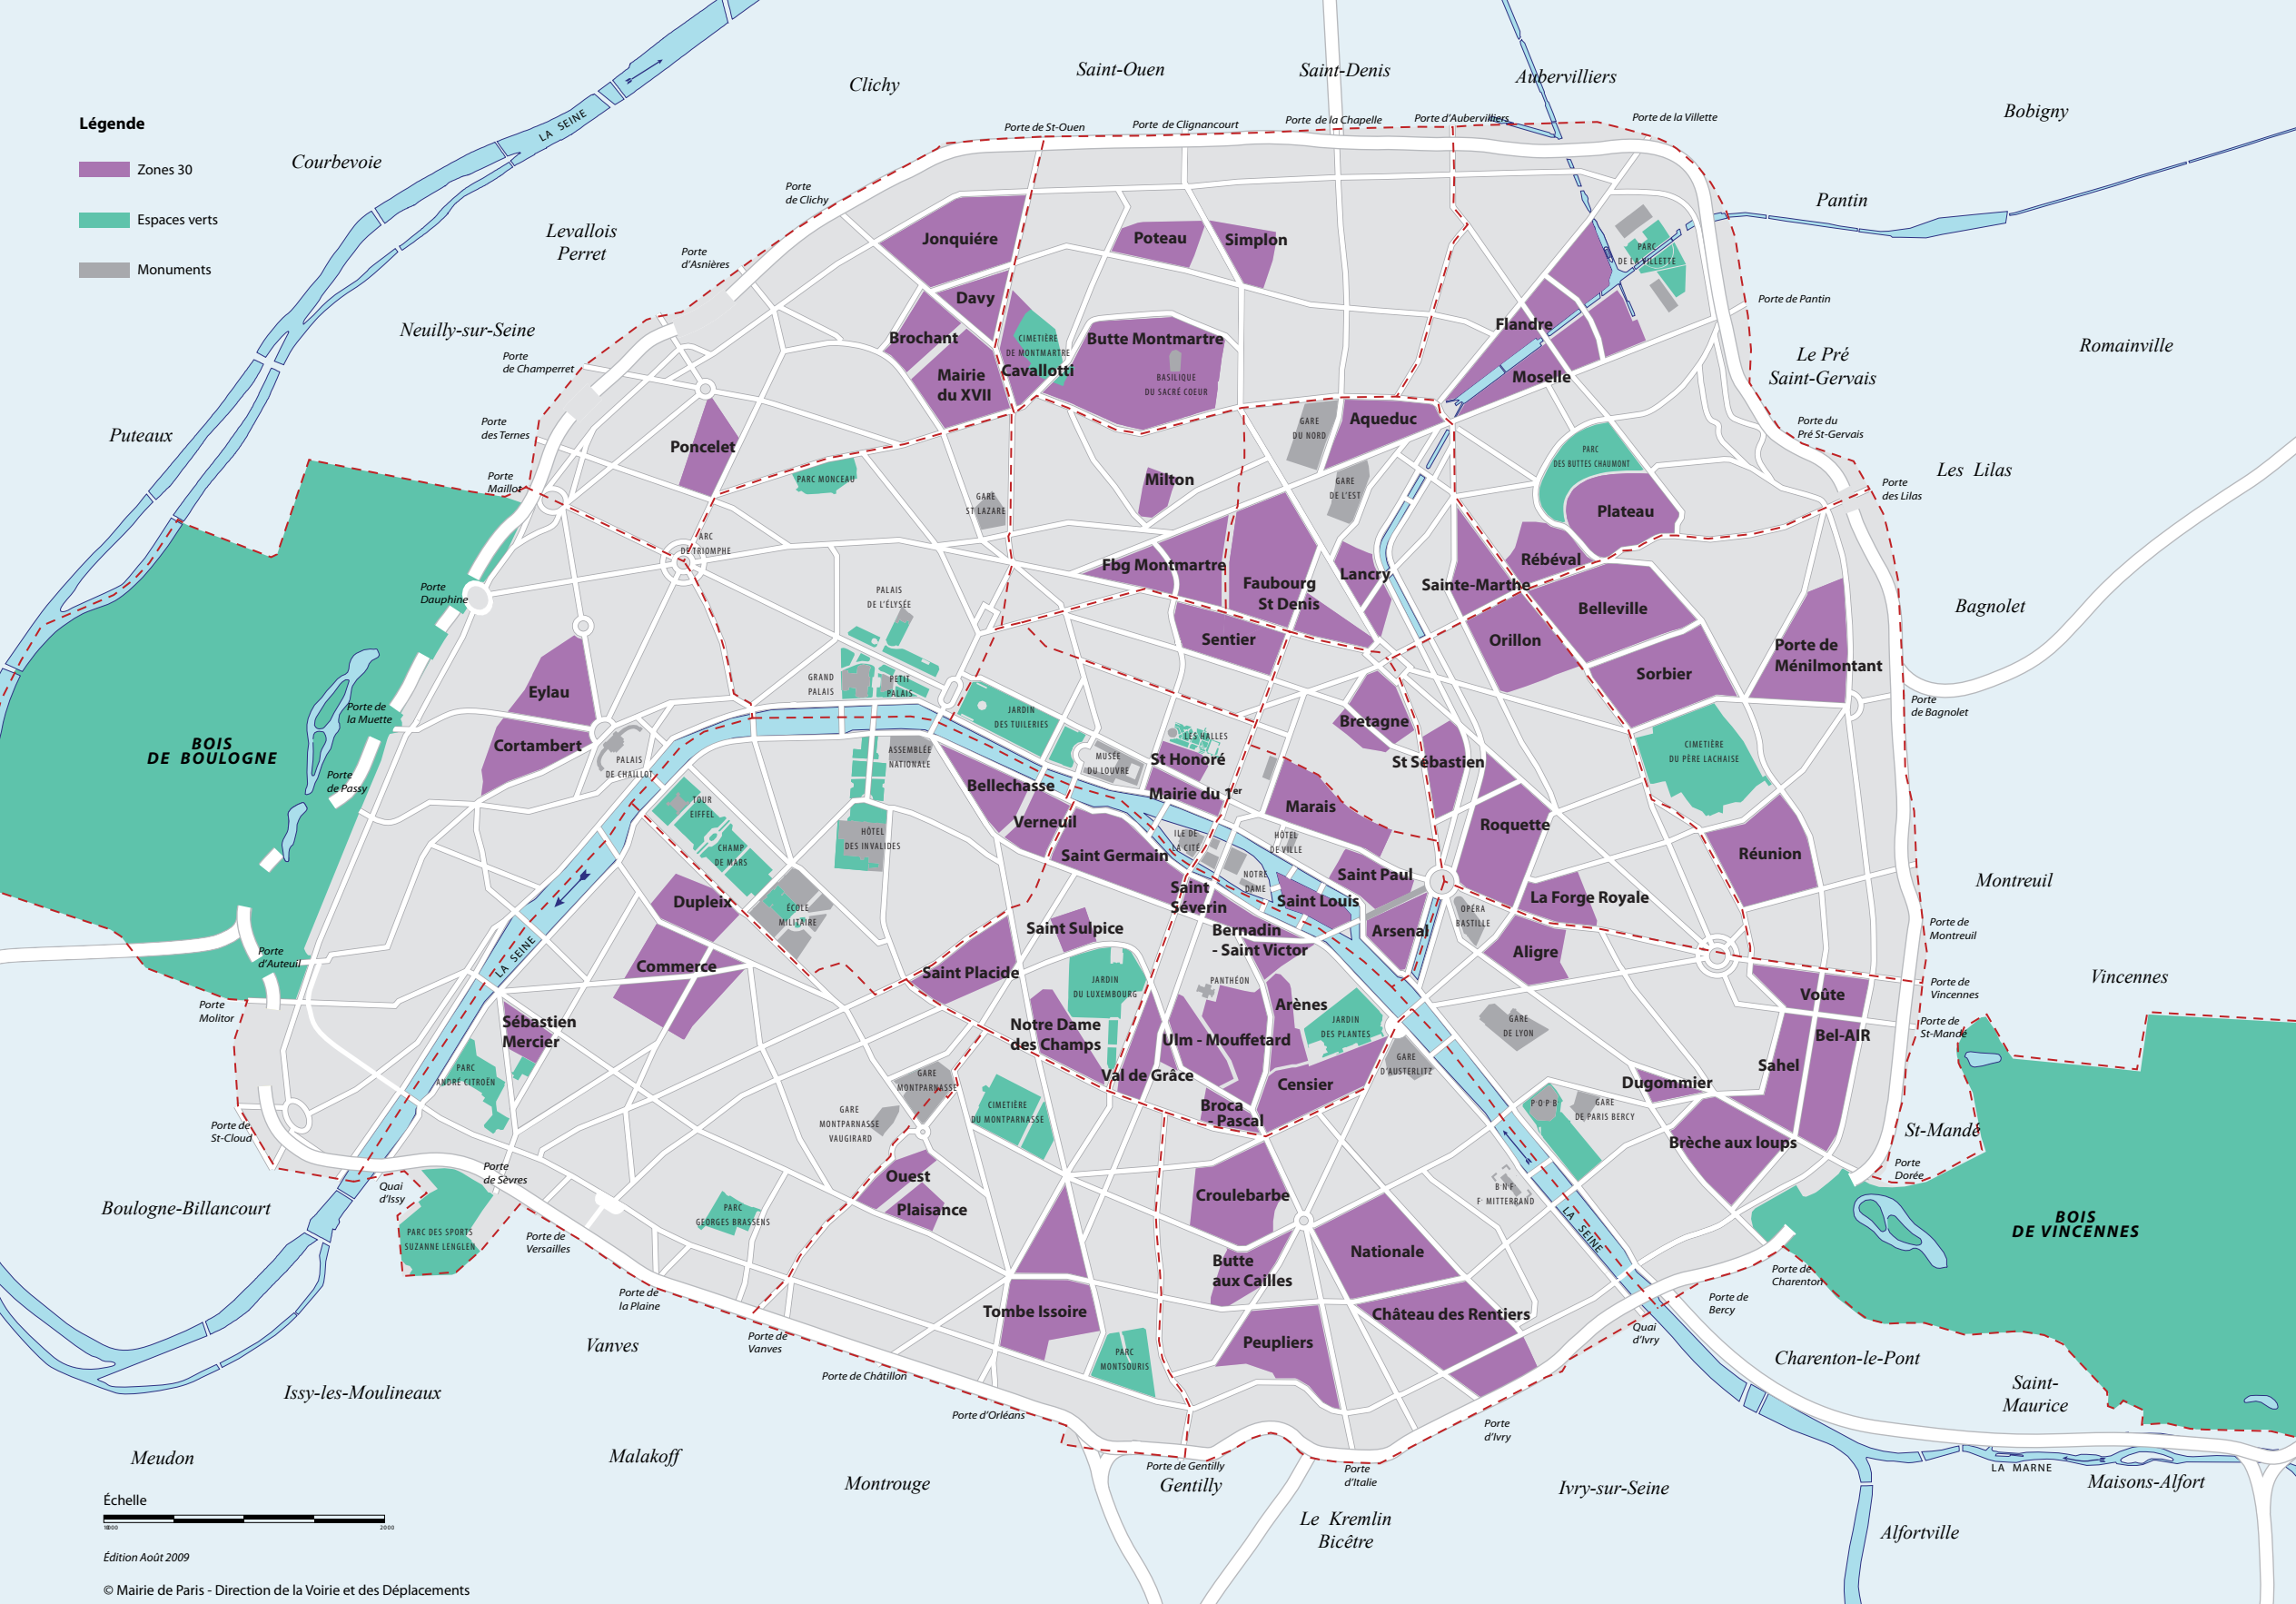 Légende
Zones 30
Espaces verts
Monuments
Clichy
Saint-Ouen
Saint-Denis
Aubervilliers
Bobigny
Courbevoie
Levallois
Perret
Neuilly-sur-Seine
Puteaux
Pantin
Romainville
Le Pré
Saint-Gervais
Les Lilas
Bagnolet
Montreuil
Vincennes
St-Mandé
Charenton-le-Pont
Saint-
Maurice
Maisons-Alfort
Alfortville
Ivry-sur-Seine
Le Kremlin
Bicêtre
Gentilly
Montrouge
Malakoff
Vanves
Issy-les-Moulineaux
Meudon
Boulogne-Billancourt
LA SEINE
LA SEINE
LA SEINE
LA MARNE
Porte de St-Ouen
Porte de Clignancourt
Porte de la Chapelle
Porte d'Aubervilliers
Porte de la Villette
Porte
de Clichy
Porte
d'Asnières
Porte
de Champerret
Porte
des Ternes
Porte
Maillot
Porte
Dauphine
Porte de
la Muette
Porte
de Passy
Porte
d'Auteuil
Porte
Molitor
Porte de
St-Cloud
Quai
d'Issy
Porte
de Sèvres
Porte de
Versailles
Porte de
la Plaine
Porte de
Vanves
Porte de Châtillon
Porte d'Orléans
Porte de Gentilly
Porte
d'Italie
Porte
d'Ivry
Quai
d'Ivry
Porte de
Bercy
Porte de
Charenton
Porte
Dorée
Porte de
St-Mandé
Porte de
Vincennes
Porte de
Montreuil
Porte
de Bagnolet
Porte
des Lilas
Porte du
Pré St-Gervais
Porte de Pantin
Jonquiére
Poteau
Simplon
Davy
Brochant
Mairie
du XVII
Cavallotti
Butte Montmartre
Flandre
Moselle
Aqueduc
Poncelet
Milton
Plateau
Rébéval
Fbg Montmartre
Faubourg
St Denis
Lancry
Sainte-Marthe
Belleville
Sentier
Orillon
Sorbier
Porte de
Ménilmontant
Eylau
Cortambert
Bretagne
St Sébastien
St Honoré
Mairie du 1er
Marais
Bellechasse
Verneuil
Saint Germain
Roquette
Réunion
Saint Paul
Saint
Séverin
Saint Louis
La Forge Royale
Dupleix
Commerce
Saint Sulpice
Bernadin
- Saint Victor
Arsenal
Aligre
Saint Placide
Voûte
Bel-AIR
Sahel
Sébastien
Mercier
Notre Dame
des Champs
Ulm - Mouffetard
Arènes
Val de Grâce
Censier
Broca
- Pascal
Dugommier
Brèche aux loups
Ouest
Plaisance
Croulebarbe
Butte
aux Cailles
Nationale
Tombe Issoire
Château des Rentiers
Peupliers
BOIS
DE BOULOGNE
BOIS
DE VINCENNES
PARC
DE LA VILLETTE
CIMETIÈRE
DE MONTMARTRE
BASILIQUE
DU SACRÉ COEUR
GARE
DU NORD
GARE
DE L'EST
PARC
DES BUTTES CHAUMONT
PARC MONCEAU
GARE
ST LAZARE
ARC
DE TRIOMPHE
PALAIS
DE L'ÉLYSÉE
GRAND
PALAIS
PETIT
PALAIS
JARDIN
DES TUILERIES
LES HALLES
MUSÉE
DU LOUVRE
PALAIS
DE CHAILLOT
ASSEMBLÉE
NATIONALE
CIMETIÈRE
DU PÈRE LACHAISE
TOUR
EIFFEL
CHAMP
DE MARS
HÔTEL
DES INVALIDES
ILE DE
LA CITÉ
HÔTEL
DE VILLE
NOTRE
DAME
ÉCOLE
MILITAIRE
OPÉRA
BASTILLE
JARDIN
DU LUXEMBOURG
PANTHÉON
JARDIN
DES PLANTES
GARE
DE LYON
GARE
D'AUSTERLITZ
PARC
ANDRÉ CITROËN
GARE
MONTPARNASSE
GARE
MONTPARNASSE
VAUGIRARD
CIMETIÈRE
DU MONTPARNASSE
P O P B
GARE
DE PARIS BERCY
B N F
F. MITTERRAND
PARC
GEORGES BRASSENS
PARC DES SPORTS
SUZANNE LENGLEN
PARC
MONTSOURIS
LA SEINE
Échelle
2000
Édition Août 2009
© Mairie de Paris - Direction de la Voirie et des Déplacements